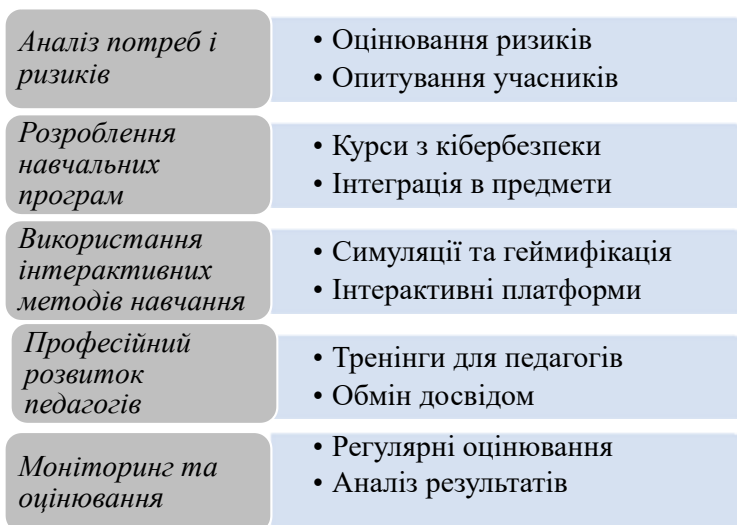 Аналіз потреб і
ризиків
• Оцінювання ризиків
• Опитування учасників
Розроблення
навчальних
програм
• Курси з кібербезпеки
• Інтеграція в предмети
Використання
інтерактивних
методів навчання
• Симуляції та геймифікація
• Інтерактивні платформи
Професійний
розвиток
педагогів
• Тренінги для педагогів
• Обмін досвідом
Моніторинг та
оцінювання
• Регулярні оцінювання
• Аналіз результатів